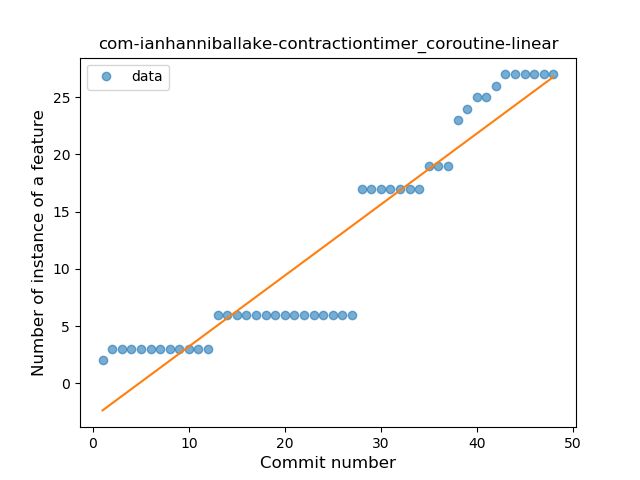 com-ianhanniballake-contractiontimer_coroutine-linear
data
Number of instance of a feature
25
20
15
10
5
0
0 10 20 30 40 50
Commit number